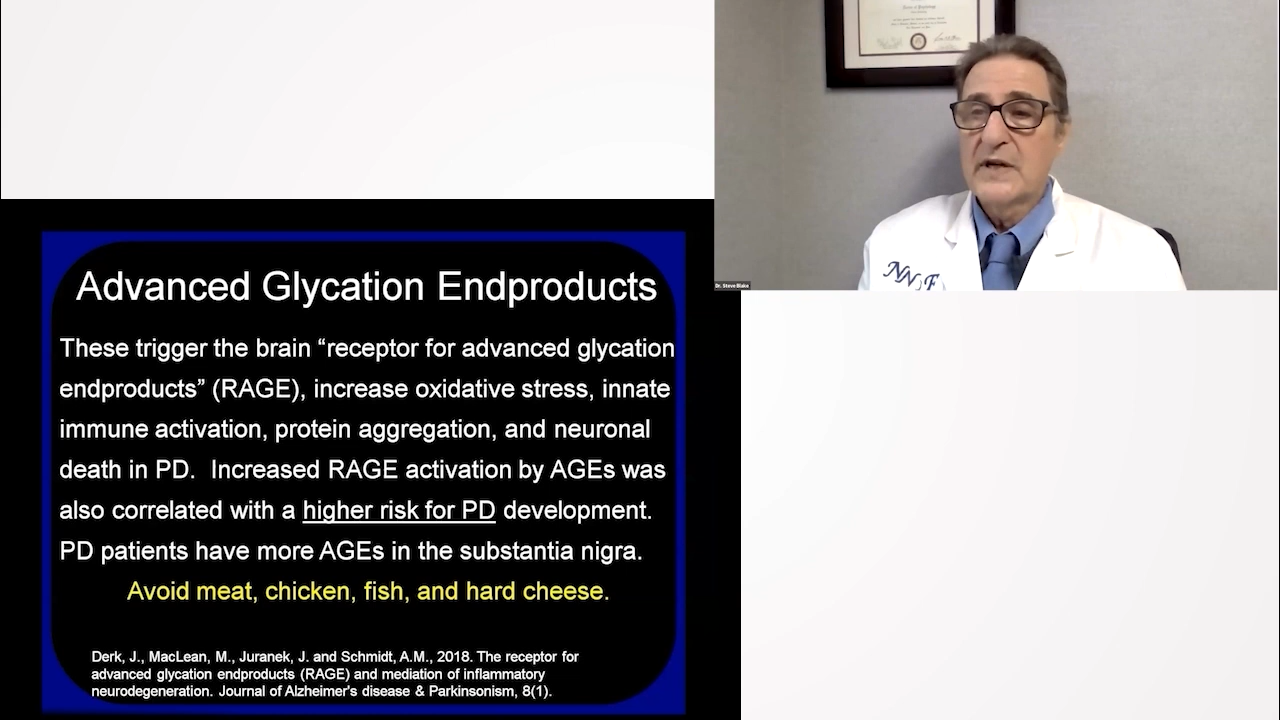 Advanced Glycation Endproducts
These trigger the brain “receptor for advanced glycation
endproducts” (RAGE), increase oxidative stress, innate
immune activation, protein aggregation, and neuronal
death in PD.  Increased RAGE activation by AGEs was
also correlated with a higher risk for PD development.
PD patients have more AGEs in the substantia nigra.
Avoid meat, chicken, fish, and hard cheese.
Derk, J., MacLean, M., Juranek, J. and Schmidt, A.M., 2018. The receptor for
advanced glycation endproducts (RAGE) and mediation of inflammatory
neurodegeneration. Journal of Alzheimer's disease & Parkinsonism, 8(1).
Dr. Steve Blake